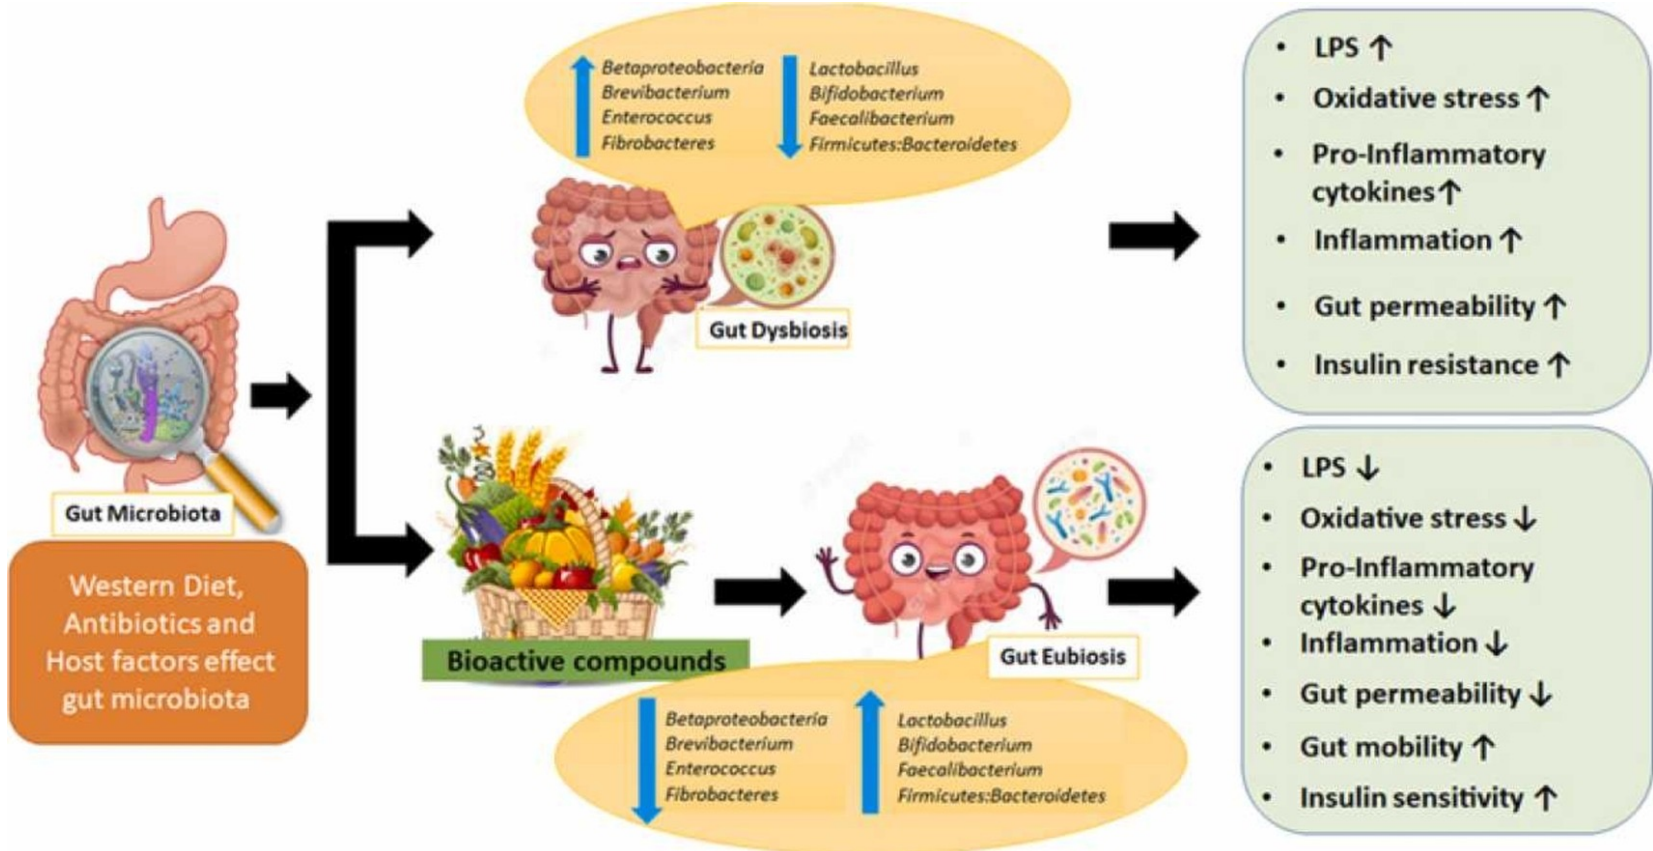 Betaproteobacteria
Brevibacterium
Enterococcus
Fibrobacteres
Lactobacillus
Bifidobacterium
Faecalibacterium
Firmicutes:Bacteroidetes
Gut Dysbiosis
• LPS ↑
• Oxidative stress ↑
• Pro-Inflammatory
cytokines↑
• Inflammation ↑
• Gut permeability ↑
• Insulin resistance ↑
Gut Microbiota
Western Diet,
Antibiotics and
Host factors effect
gut microbiota
Bioactive compounds
Gut Eubiosis
Betaproteobacteria
Brevibacterium
Enterococcus
Fibrobacteres
Lactobacillus
Bifidobacterium
Faecalibacterium
Firmicutes:Bacteroidetes
• LPS ↓
• Oxidative stress ↓
• Pro-Inflammatory
cytokines ↓
• Inflammation ↓
• Gut permeability ↓
• Gut mobility ↑
• Insulin sensitivity ↑